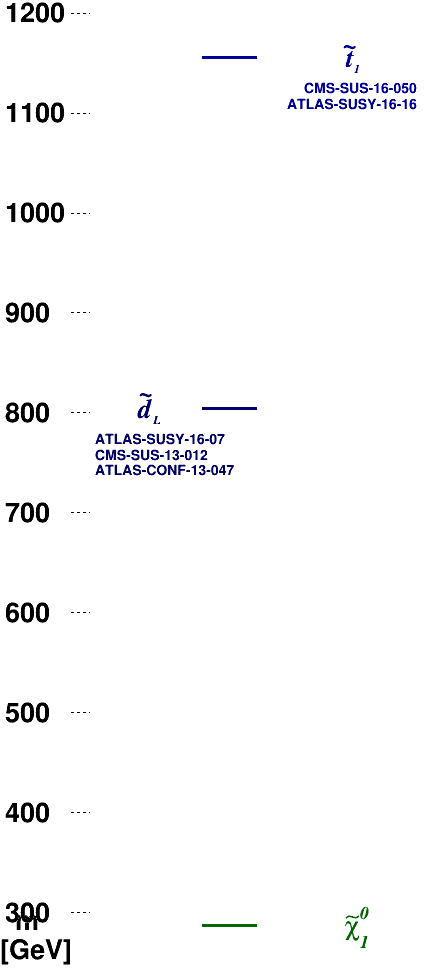 1200
t̃₁
CMS-SUS-16-050
ATLAS-SUSY-16-16
1100
1000
900
800
d̃_L
ATLAS-SUSY-16-07
CMS-SUS-13-012
ATLAS-CONF-13-047
700
600
500
400
300
m
[GeV]
χ̃⁰₁